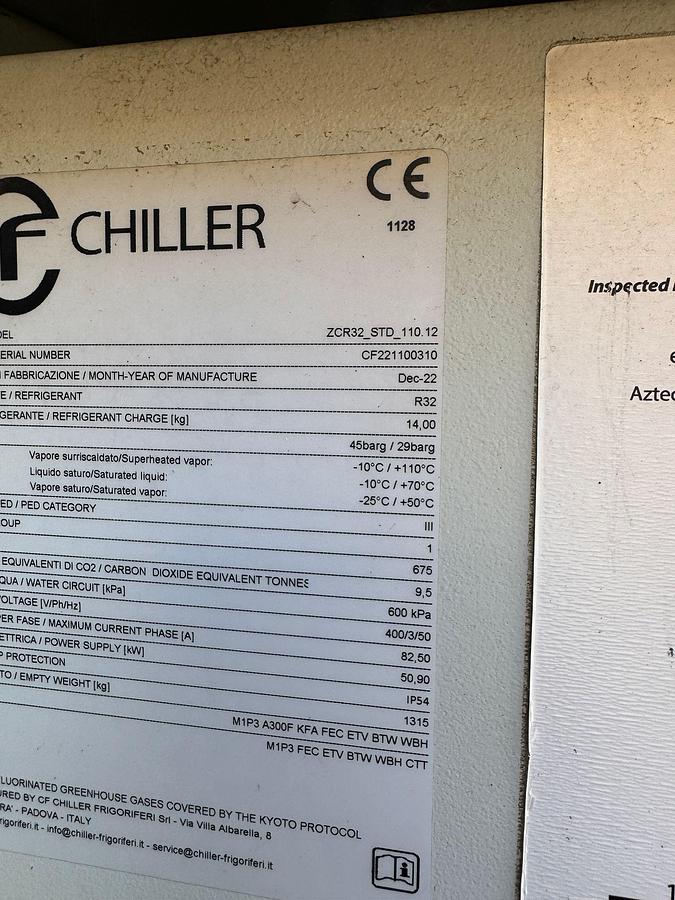 CE
1128
CF CHILLER
DEL ZCR32_STD_110.12
ERIAL NUMBER CF221100310
I FABBRICAZIONE / MONTH-YEAR OF MANUFACTURE Dec-22
E / REFRIGERANT R32
GERANTE / REFRIGERANT CHARGE [kg] 14,00
45barg / 29barg
Vapore surriscaldato/Superheated vapor: -10°C / +110°C
Liquido saturo/Saturated liquid: -10°C / +70°C
Vapore saturo/Saturated vapor: -25°C / +50°C
ED / PED CATEGORY III
OUP 1
675
EQUIVALENTI DI CO2 / CARBON DIOXIDE EQUIVALENT TONNES 9,5
QUA / WATER CIRCUIT [kPa] 600 kPa
VOLTAGE [V/Ph/Hz] 400/3/50
PER FASE / MAXIMUM CURRENT PHASE [A] 82,50
ETTRICA / POWER SUPPLY [kW] 50,90
P PROTECTION IP54
TO / EMPTY WEIGHT [kg] 1315
M1P3 A300F KFA FEC ETV BTW WBH
M1P3 FEC ETV BTW WBH CTT
LUORINATED GREENHOUSE GASES COVERED BY THE KYOTO PROTOCOL
URED BY CF CHILLER FRIGORIFERI Srl - Via Villa Albarella, 8
RA' - PADOVA - ITALY
rigoriferi.it - info@chiller-frigoriferi.it - service@chiller-frigoriferi.it
i
Inspected
Aztec